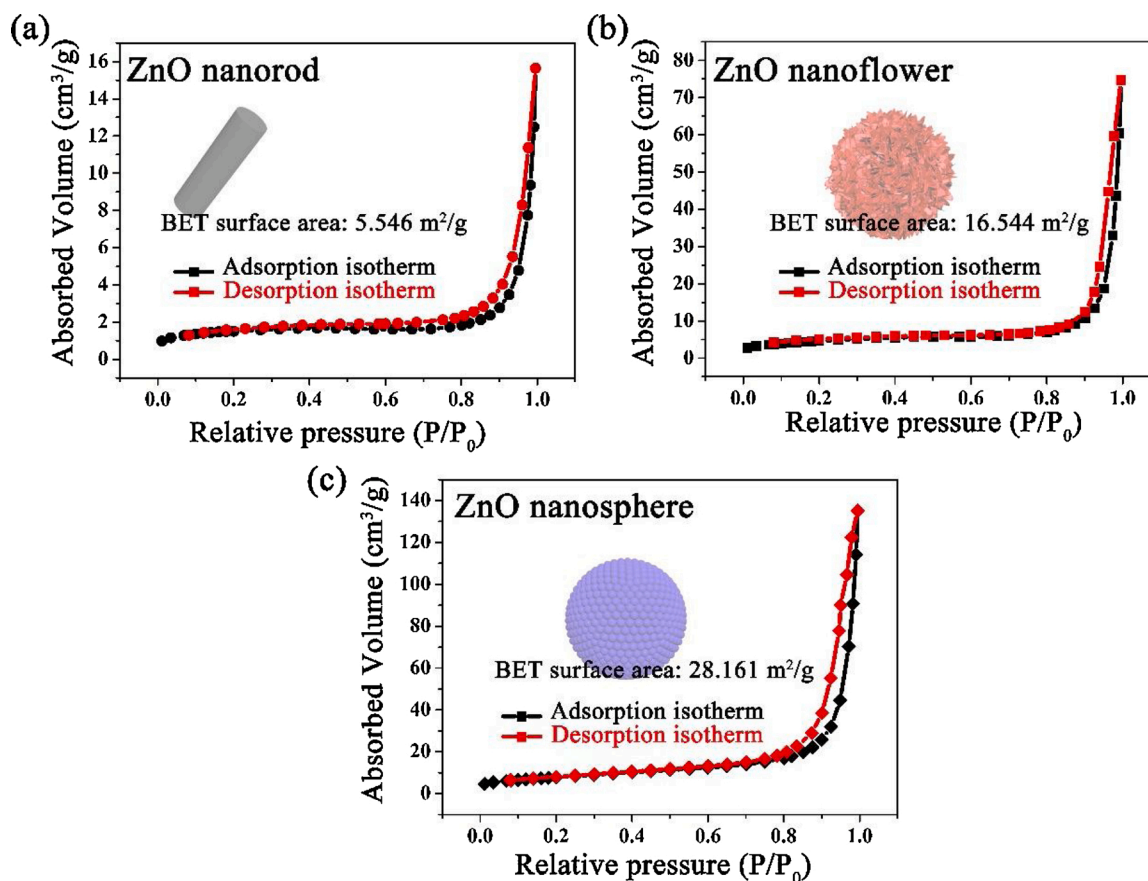 (a)
ZnO nanorod
BET surface area: 5.546 m²/g
Adsorption isotherm
Desorption isotherm
Absorbed Volume (cm³/g)
16
14
12
10
8
6
4
2
0
0.0 0.2 0.4 0.6 0.8 1.0
Relative pressure (P/P₀)
(b)
ZnO nanoflower
BET surface area: 16.544 m²/g
Adsorption isotherm
Desorption isotherm
Absorbed Volume (cm³/g)
80
70
60
50
40
30
20
10
0
0.0 0.2 0.4 0.6 0.8 1.0
Relative pressure (P/P₀)
(c)
ZnO nanosphere
BET surface area: 28.161 m²/g
Adsorption isotherm
Desorption isotherm
Absorbed Volume (cm³/g)
140
120
100
80
60
40
20
0
0.0 0.2 0.4 0.6 0.8 1.0
Relative pressure (P/P₀)